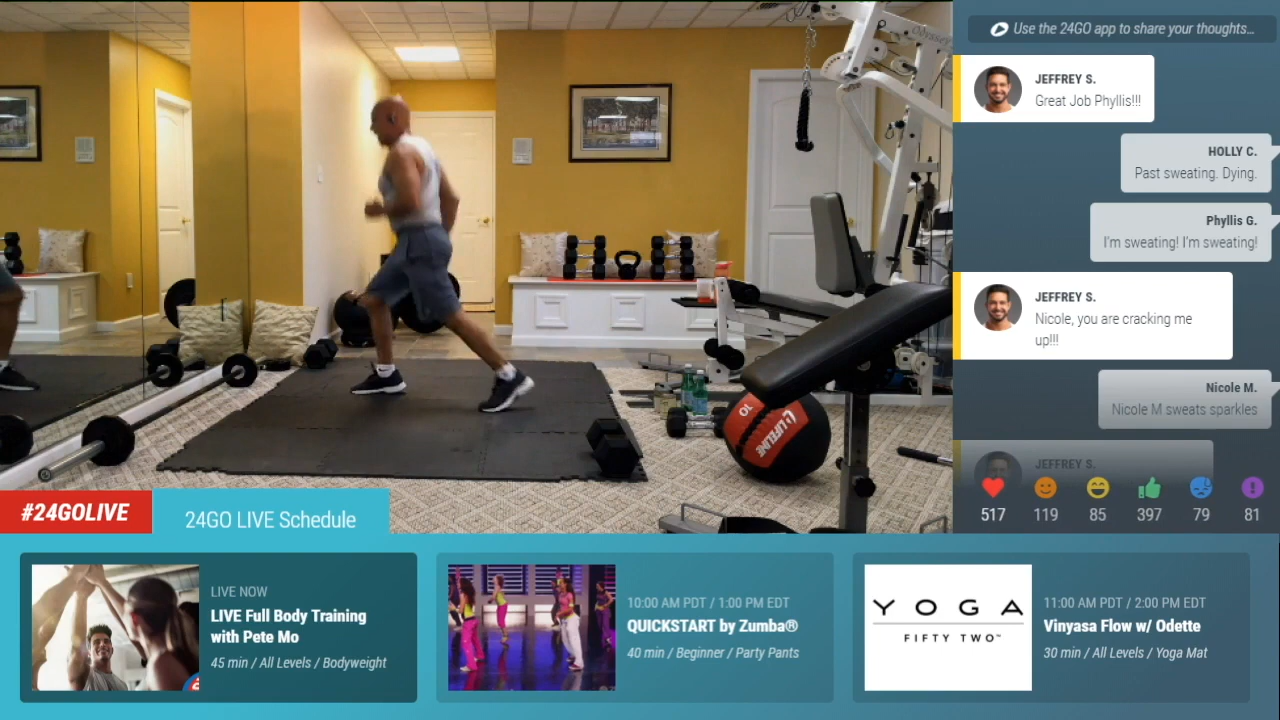 Odyssey
10
LIFELINE
Use the 24GO app to share your thoughts...
JEFFREY S.
Great Job Phyllis!!!
HOLLY C.
Past sweating. Dying.
Phyllis G.
I'm sweating! I'm sweating!
JEFFREY S.
Nicole, you are cracking me
up!!!
Nicole M.
Nicole M sweats sparkles
JEFFREY S.
517 119 85 397 79 81
#24GOLIVE
24GO LIVE Schedule
LIVE NOW
LIVE Full Body Training
with Pete Mo
45 min / All Levels / Bodyweight
10:00 AM PDT / 1:00 PM EDT
QUICKSTART by Zumba®
40 min / Beginner / Party Pants
YOGA
FIFTY TWO™
11:00 AM PDT / 2:00 PM EDT
Vinyasa Flow w/ Odette
30 min / All Levels / Yoga Mat